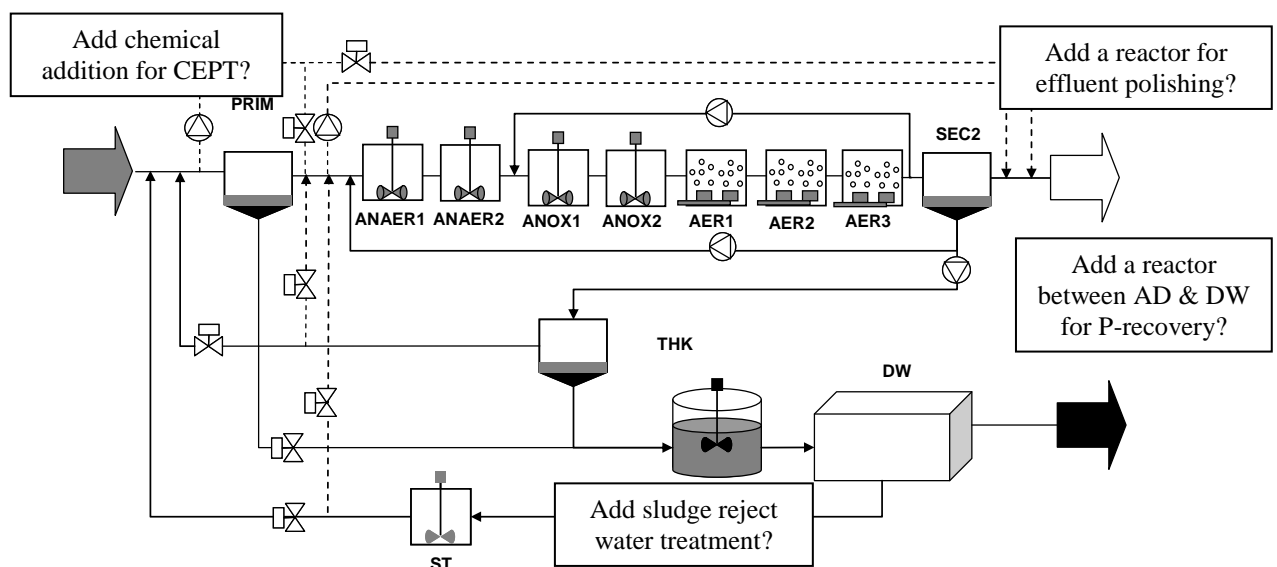 Add chemical
addition for CEPT?
Add a reactor for
effluent polishing?
PRIM
SEC2
ANAER1
ANAER2
ANOX1
ANOX2
AER1
AER2
AER3
Add a reactor
between AD & DW
for P-recovery?
THK
DW
Add sludge reject
water treatment?
ST